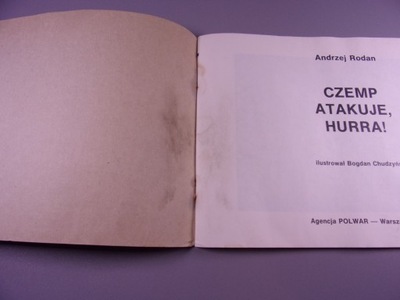 Andrzej Rodan
CZEMP
ATAKUJE,
HURRA!
Ilustrował Bogdan
Agencja POLWAR —